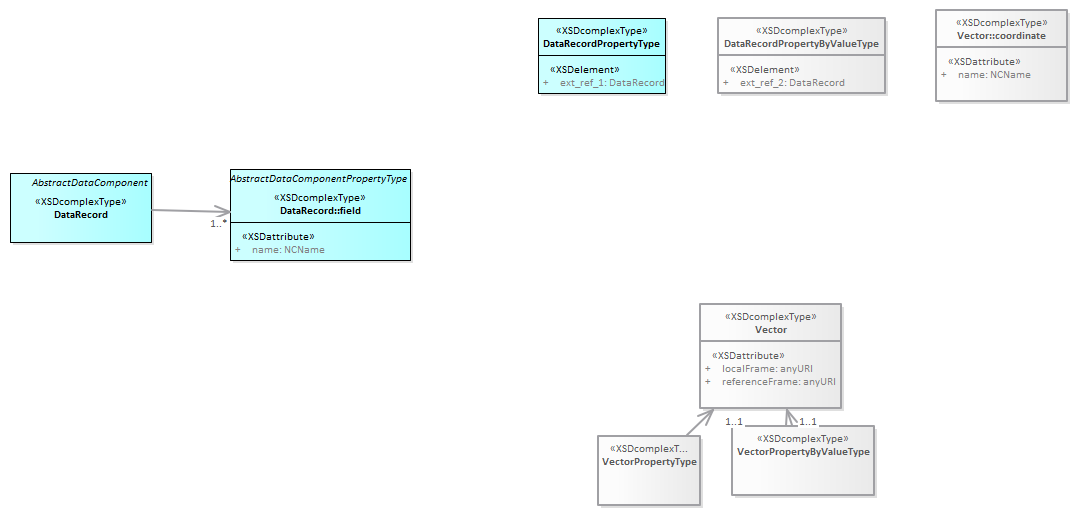 «XSDcomplexType»
DataRecordPropertyType
«XSDelement»
+ ext_ref_1: DataRecord
«XSDcomplexType»
DataRecordPropertyByValueType
«XSDelement»
+ ext_ref_2: DataRecord
«XSDcomplexType»
Vector::coordinate
«XSDattribute»
+ name: NCName
AbstractDataComponent
«XSDcomplexType»
DataRecord
1..*
AbstractDataComponentPropertyType
«XSDcomplexType»
DataRecord::field
«XSDattribute»
+ name: NCName
«XSDcomplexType»
Vector
«XSDattribute»
+ localFrame: anyURI
+ referenceFrame: anyURI
1..1
1..1
«XSDcomplexT...
VectorPropertyType
«XSDcomplexType»
VectorPropertyByValueType